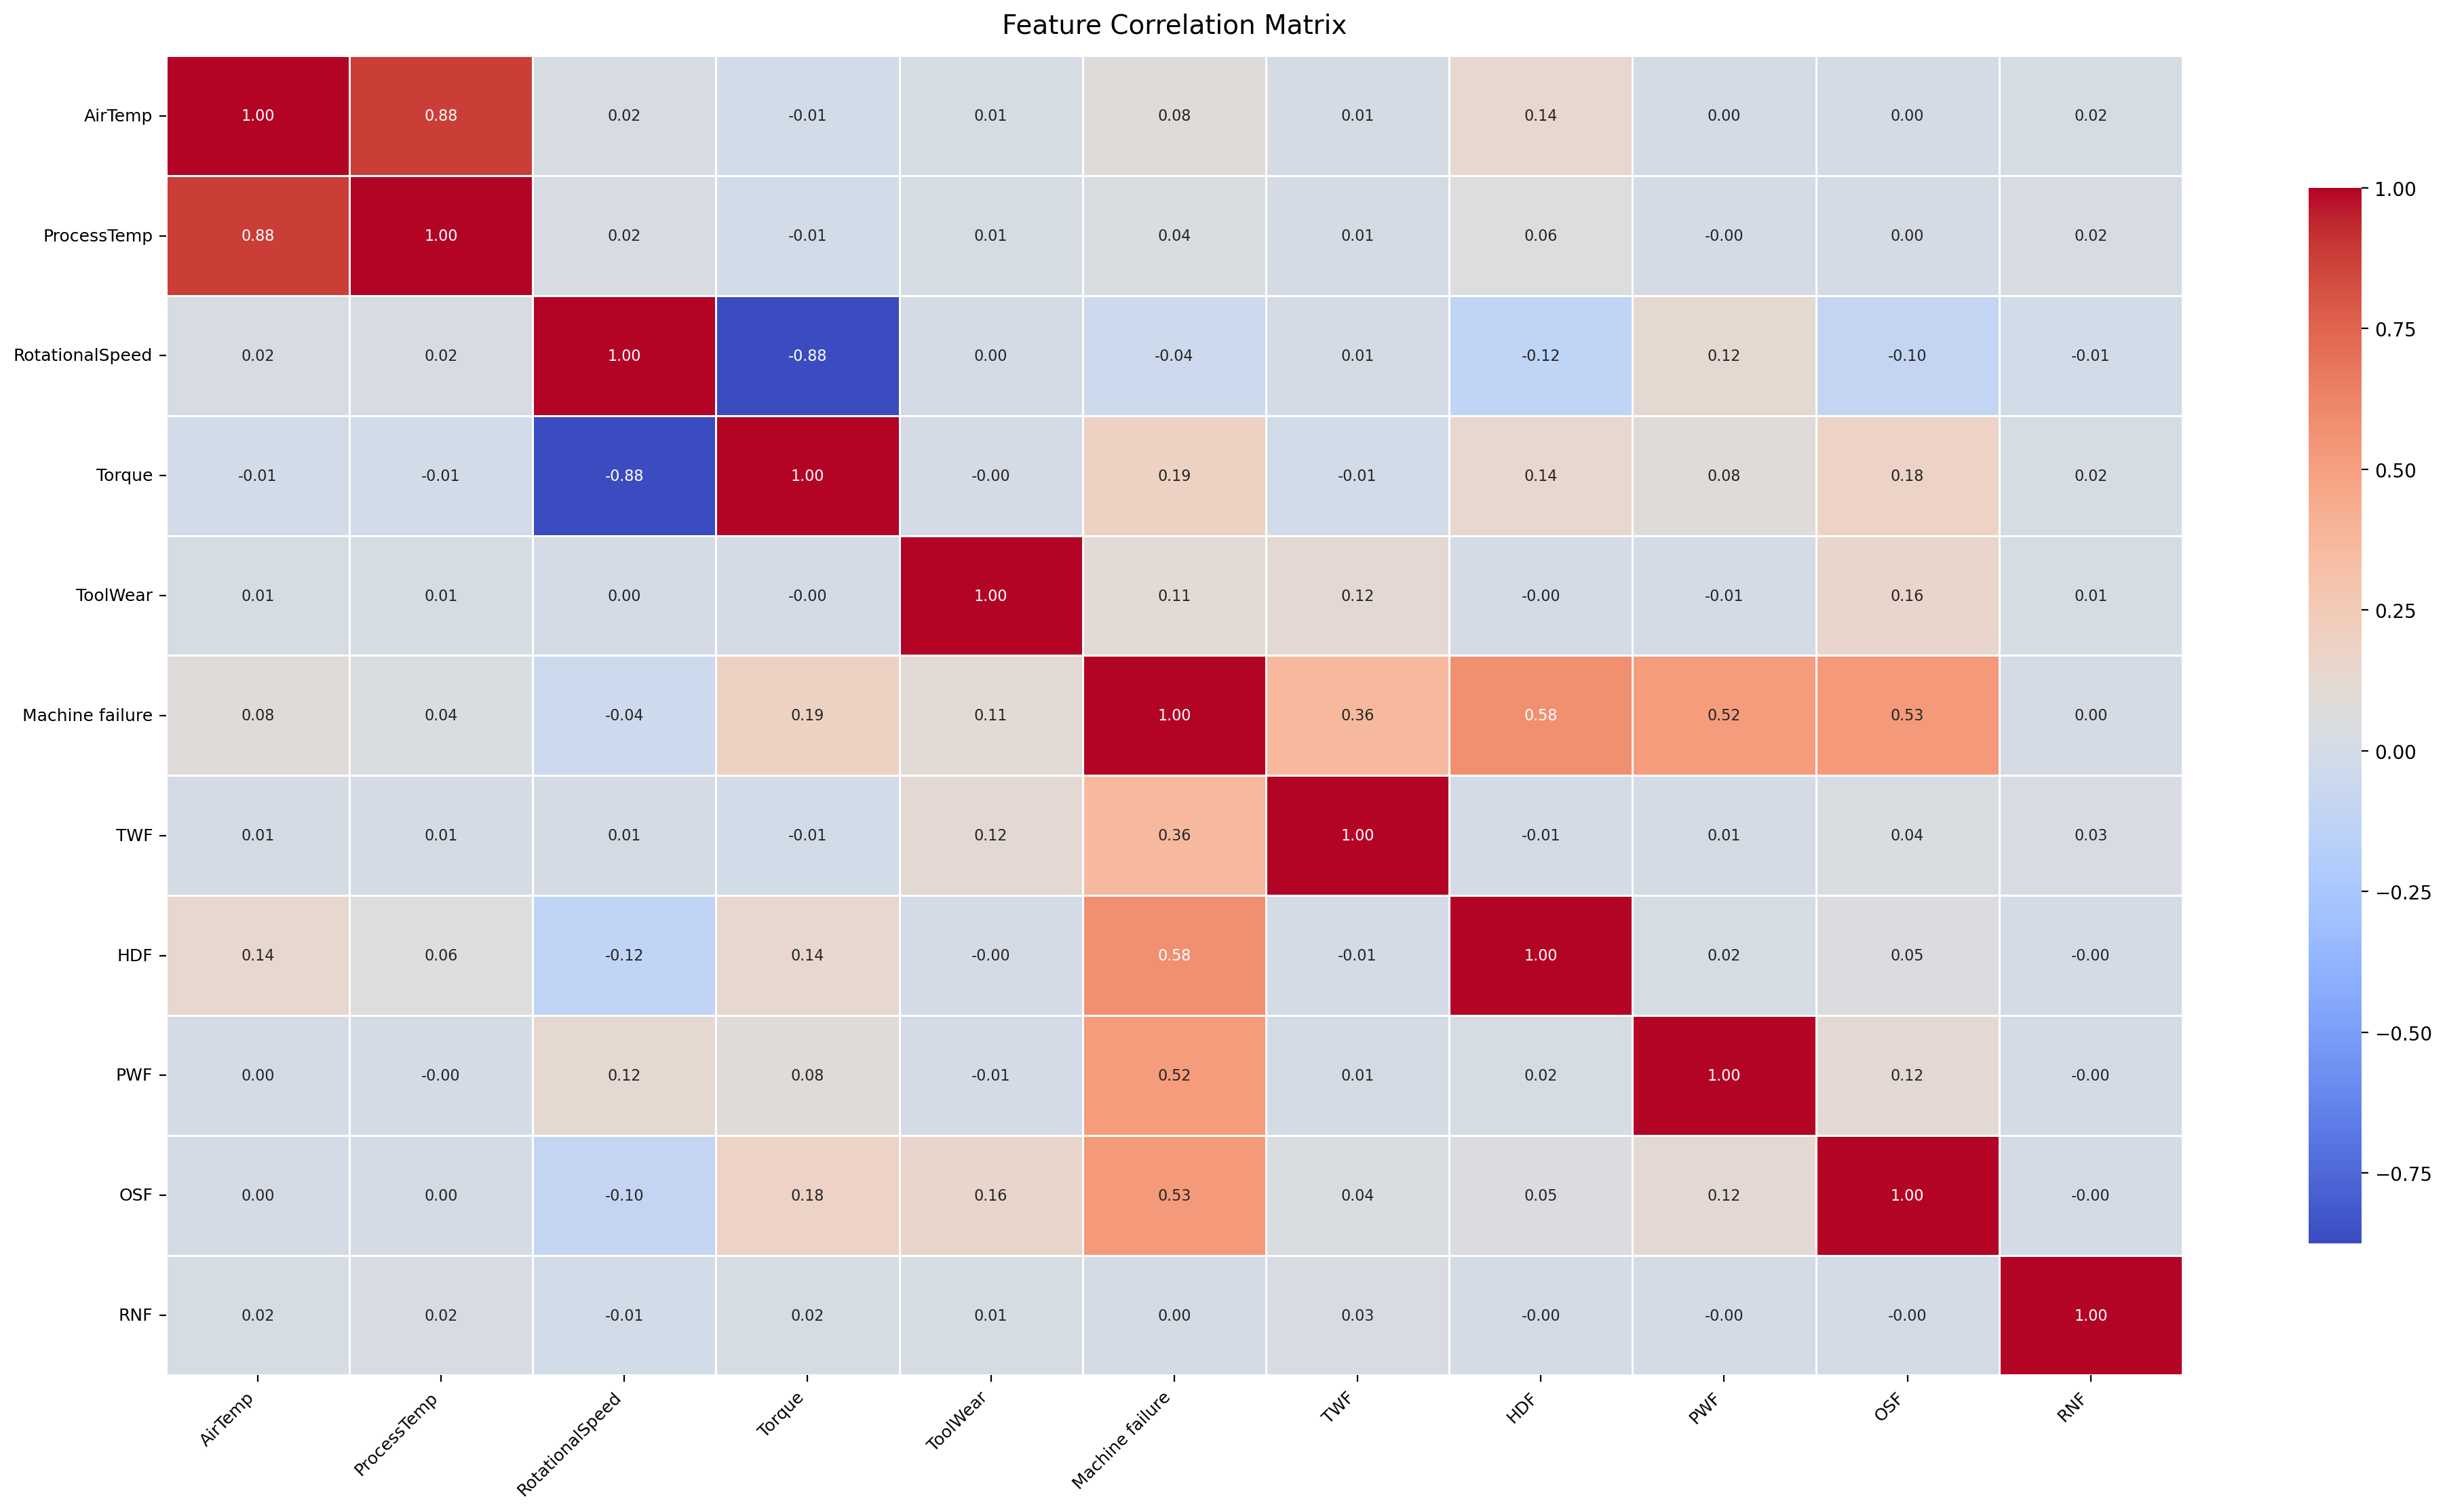 Feature Correlation Matrix
AirTemp 1.00 0.88 0.02 -0.01 0.01 0.08 0.01 0.14 0.00 0.00 0.02
ProcessTemp 0.88 1.00 0.02 -0.01 0.01 0.04 0.01 0.06 -0.00 0.00 0.02
RotationalSpeed 0.02 0.02 1.00 -0.88 0.00 -0.04 0.01 -0.12 0.12 -0.10 -0.01
Torque -0.01 -0.01 -0.88 1.00 -0.00 0.19 -0.01 0.14 0.08 0.18 0.02
ToolWear 0.01 0.01 0.00 -0.00 1.00 0.11 0.12 -0.00 -0.01 0.16 0.01
Machine failure 0.08 0.04 -0.04 0.19 0.11 1.00 0.36 0.58 0.52 0.53 0.00
TWF 0.01 0.01 0.01 -0.01 0.12 0.36 1.00 -0.01 0.01 0.04 0.03
HDF 0.14 0.06 -0.12 0.14 -0.00 0.58 -0.01 1.00 0.02 0.05 -0.00
PWF 0.00 -0.00 0.12 0.08 -0.01 0.52 0.01 0.02 1.00 0.12 -0.00
OSF 0.00 0.00 -0.10 0.18 0.16 0.53 0.04 0.05 0.12 1.00 -0.00
RNF 0.02 0.02 -0.01 0.02 0.01 0.00 0.03 -0.00 -0.00 -0.00 1.00
AirTemp ProcessTemp RotationalSpeed Torque ToolWear Machine failure TWF HDF PWF OSF RNF
1.00
0.75
0.50
0.25
0.00
−0.25
−0.50
−0.75